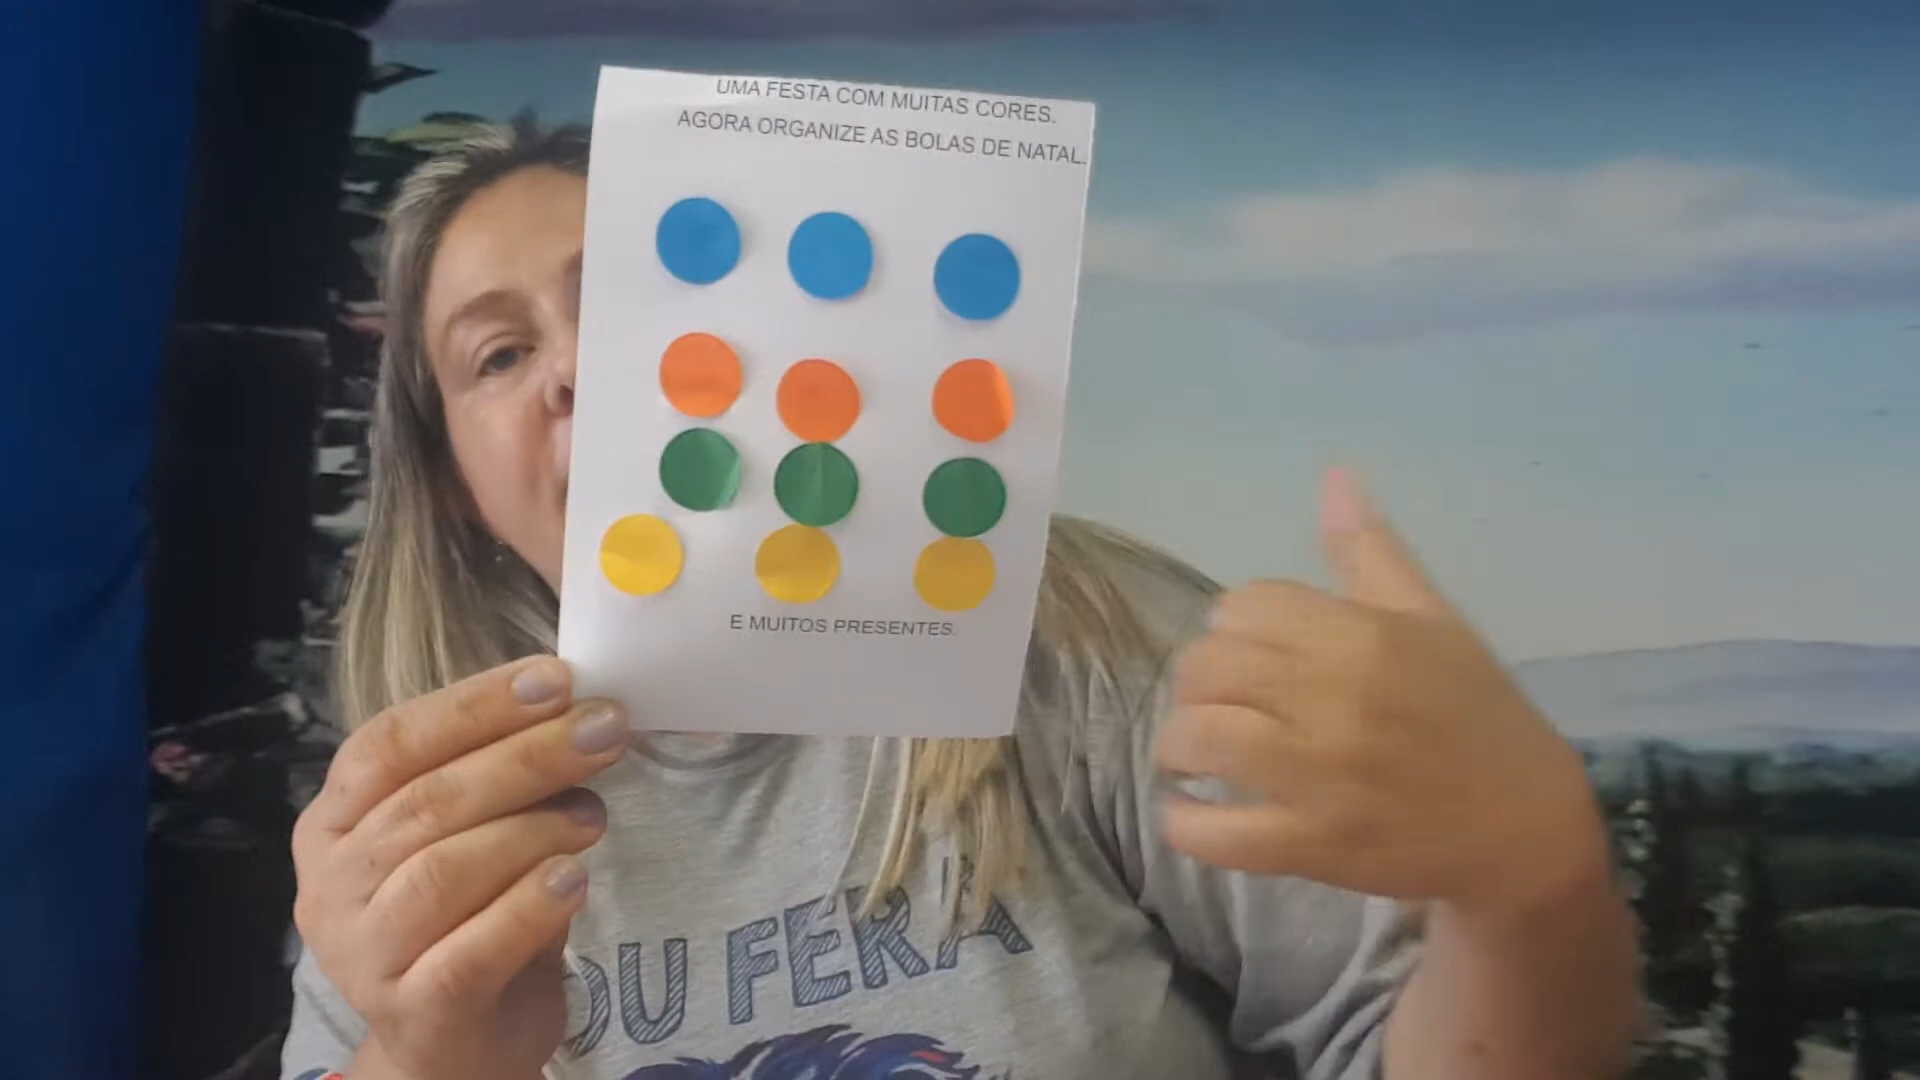 UMA FESTA COM MUITAS CORES.
AGORA ORGANIZE AS BOLAS DE NATAL.
E MUITOS PRESENTES.
OU FERA